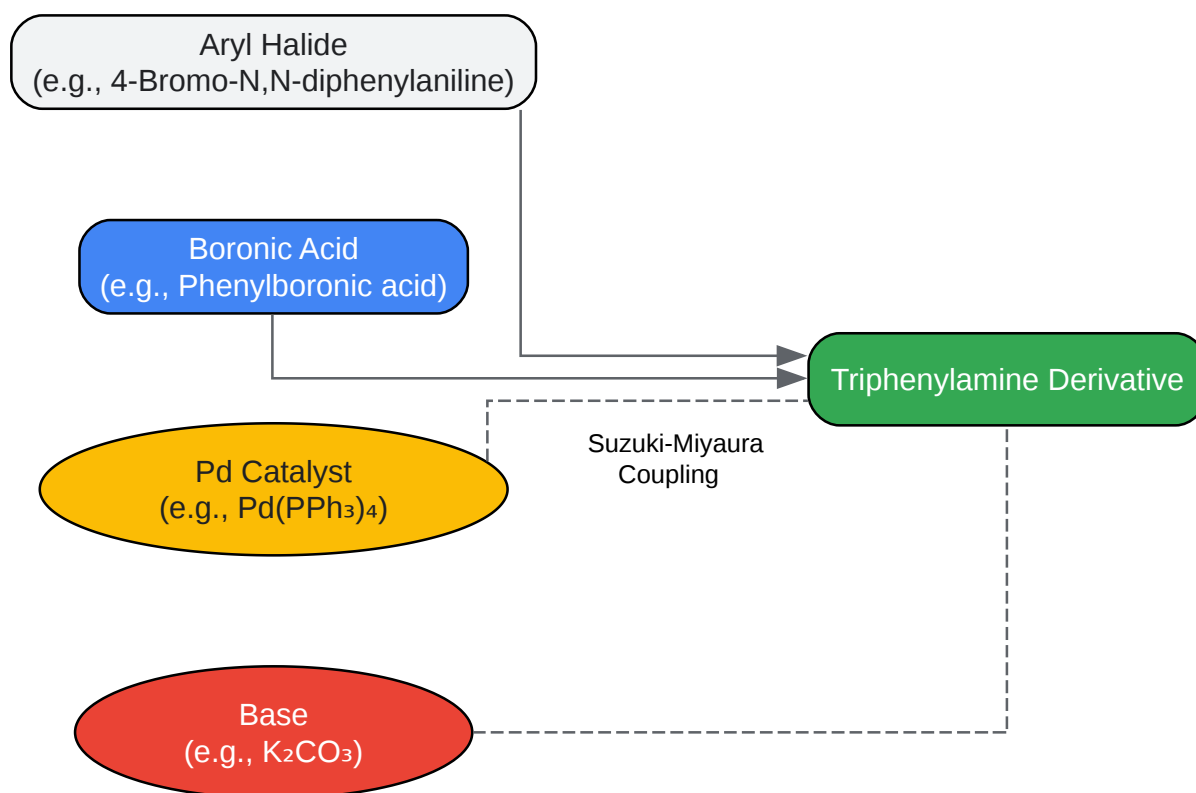 Aryl Halide
(e.g., 4-Bromo-N,N-diphenylaniline)
Boronic Acid
(e.g., Phenylboronic acid)
Triphenylamine Derivative
Suzuki-Miyaura
Coupling
Pd Catalyst
(e.g., Pd(PPh₃)₄)
Base
(e.g., K₂CO₃)